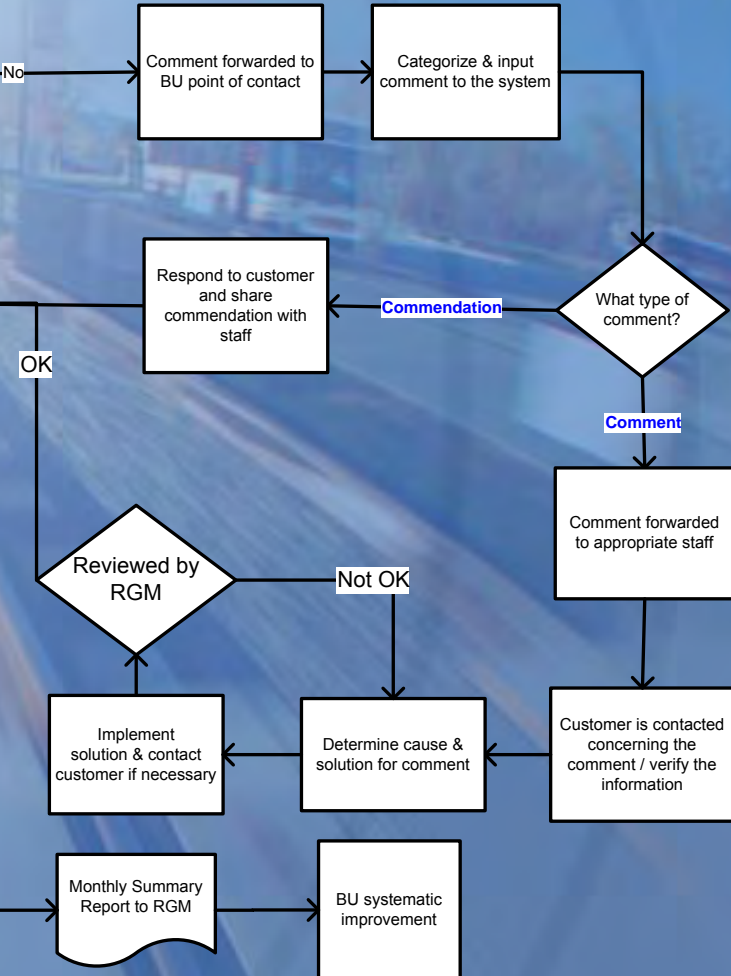 No
Comment forwarded to
BU point of contact
Categorize & input
comment to the system
What type of
comment?
Commendation
Respond to customer
and share
commendation with
staff
OK
Comment
Comment forwarded
to appropriate staff
Reviewed by
RGM
Not OK
Customer is contacted
concerning the
comment / verify the
information
Determine cause &
solution for comment
Implement
solution & contact
customer if necessary
Monthly Summary
Report to RGM
BU systematic
improvement